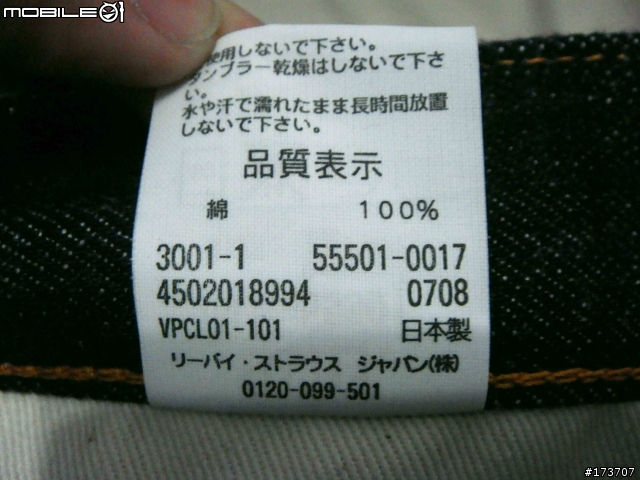 MOBILE01
使用しないで下さい。
タンブラー乾燥はしないで下さ
い。
水や汗で濡れたまま長時間放置
しないで下さい。
品質表示
綿 100%
3001-1 55501-0017
4502018994 0708
VPCL01-101 日本製
リーバイ・ストラウス ジャパン(株)
0120-099-501
#173707